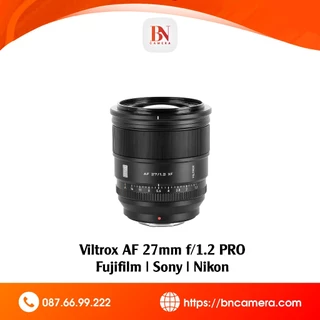 BN
CAMERA
AF 27/1.2 XF
Viltrox AF 27mm f/1.2 PRO
Fujifilm | Sony | Nikon
087.66.99.222
https://bncamera.com/